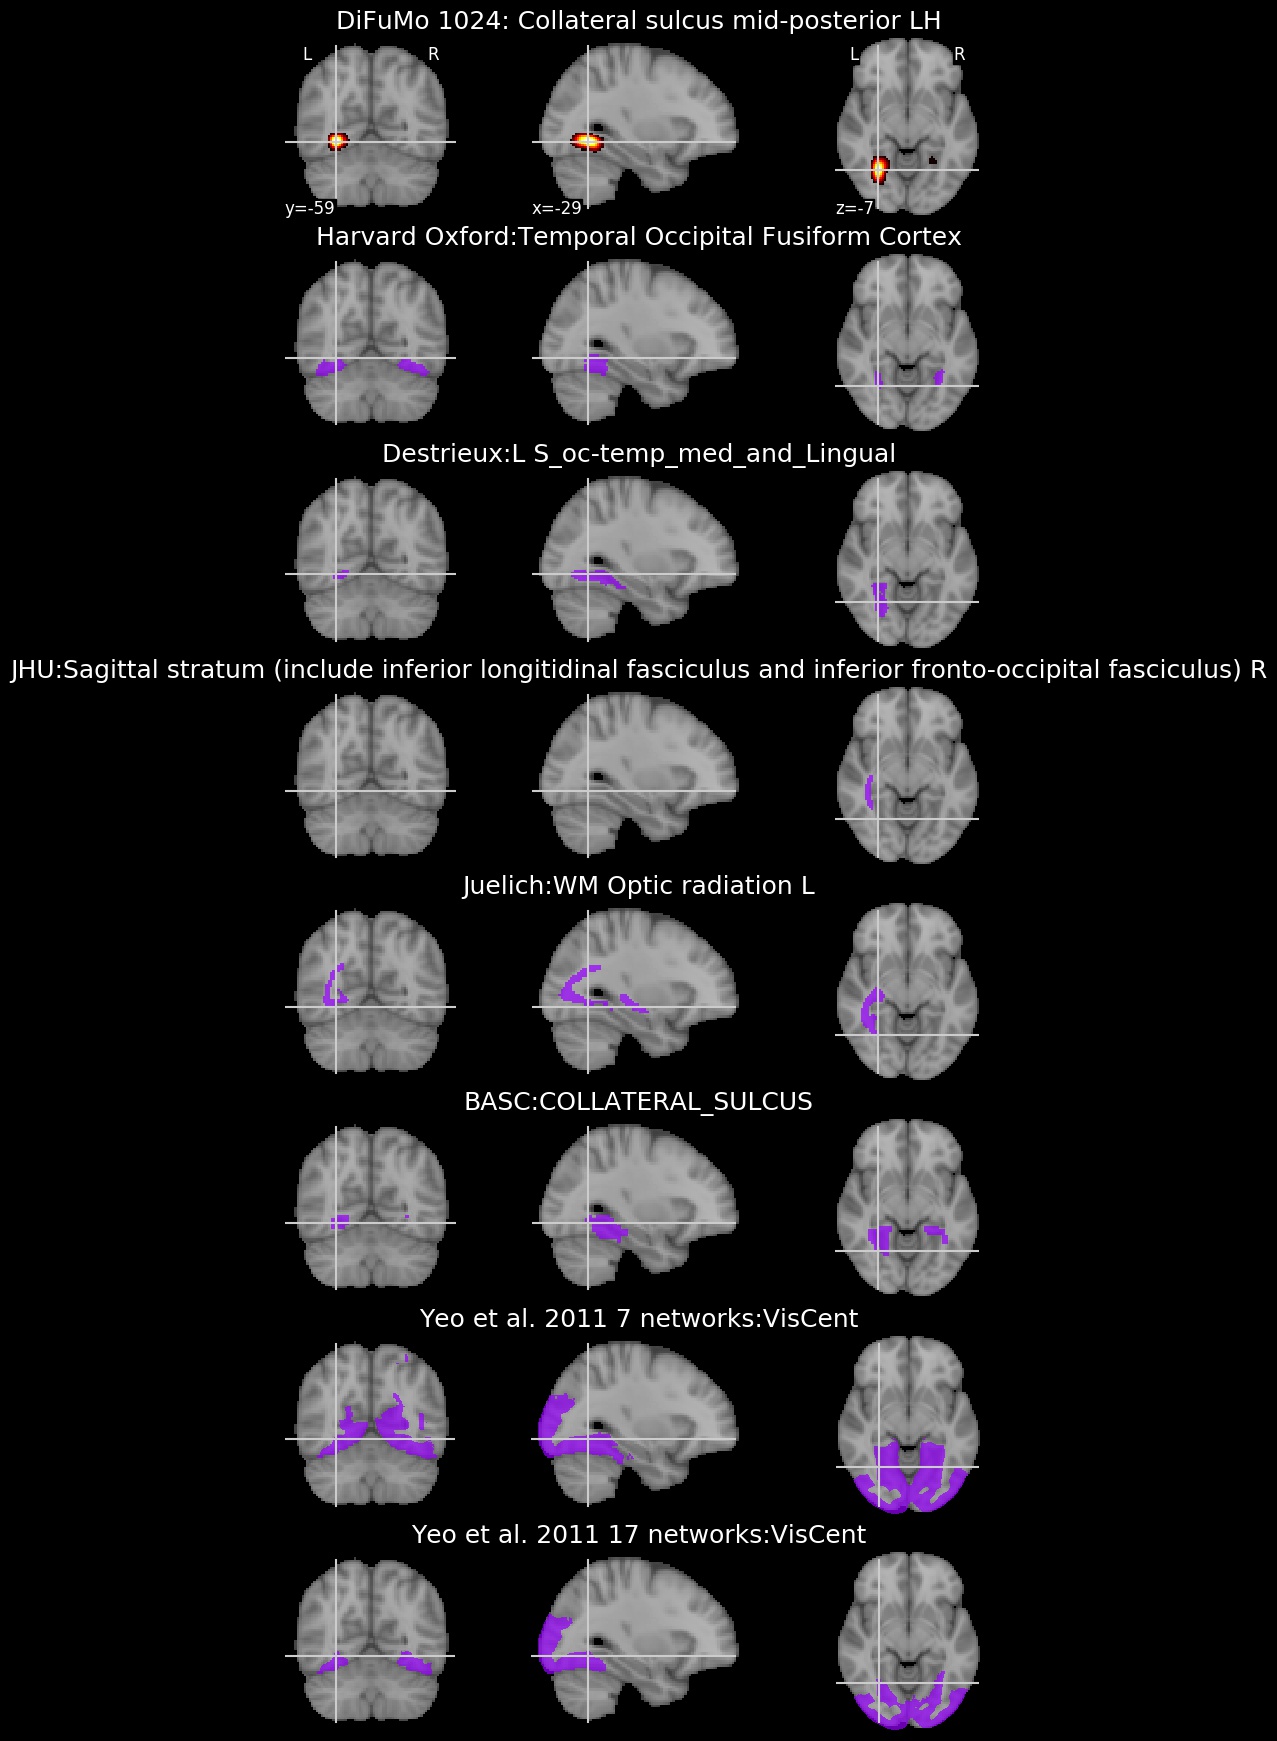 DiFuMo 1024: Collateral sulcus mid-posterior LH
L R L R
y=-59 x=-29 z=-7
Harvard Oxford:Temporal Occipital Fusiform Cortex
Destrieux:L S_oc-temp_med_and_Lingual
JHU:Sagittal stratum (include inferior longitidinal fasciculus and inferior fronto-occipital fasciculus) R
Juelich:WM Optic radiation L
BASC:COLLATERAL_SULCUS
Yeo et al. 2011 7 networks:VisCent
Yeo et al. 2011 17 networks:VisCent